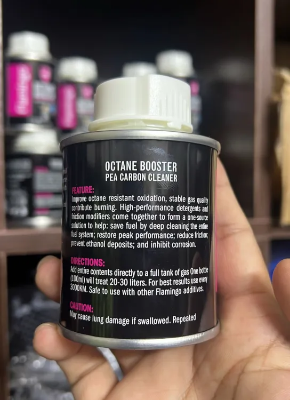 Flamingo
OCTANE BOOSTER
PEA CARBON CLEANER
FEATURE:
Improve octane resistant oxidation, stable gas quality
contribute burning. High-performance detergents and
friction modifiers come together to form a one-source
solution to help: save fuel by deep cleaning the entire
fuel system; restore peak performance; reduce friction;
prevent ethanol deposits; and inhibit corrosion.
DIRECTIONS:
Add entire contents directly to a full tank of gas One bottle
(100ml) will treat 20-30 liters. For best results use every
3000KM. Safe to use with other Flamingo additives.
CAUTION:
May cause lung damage if swallowed. Repeated